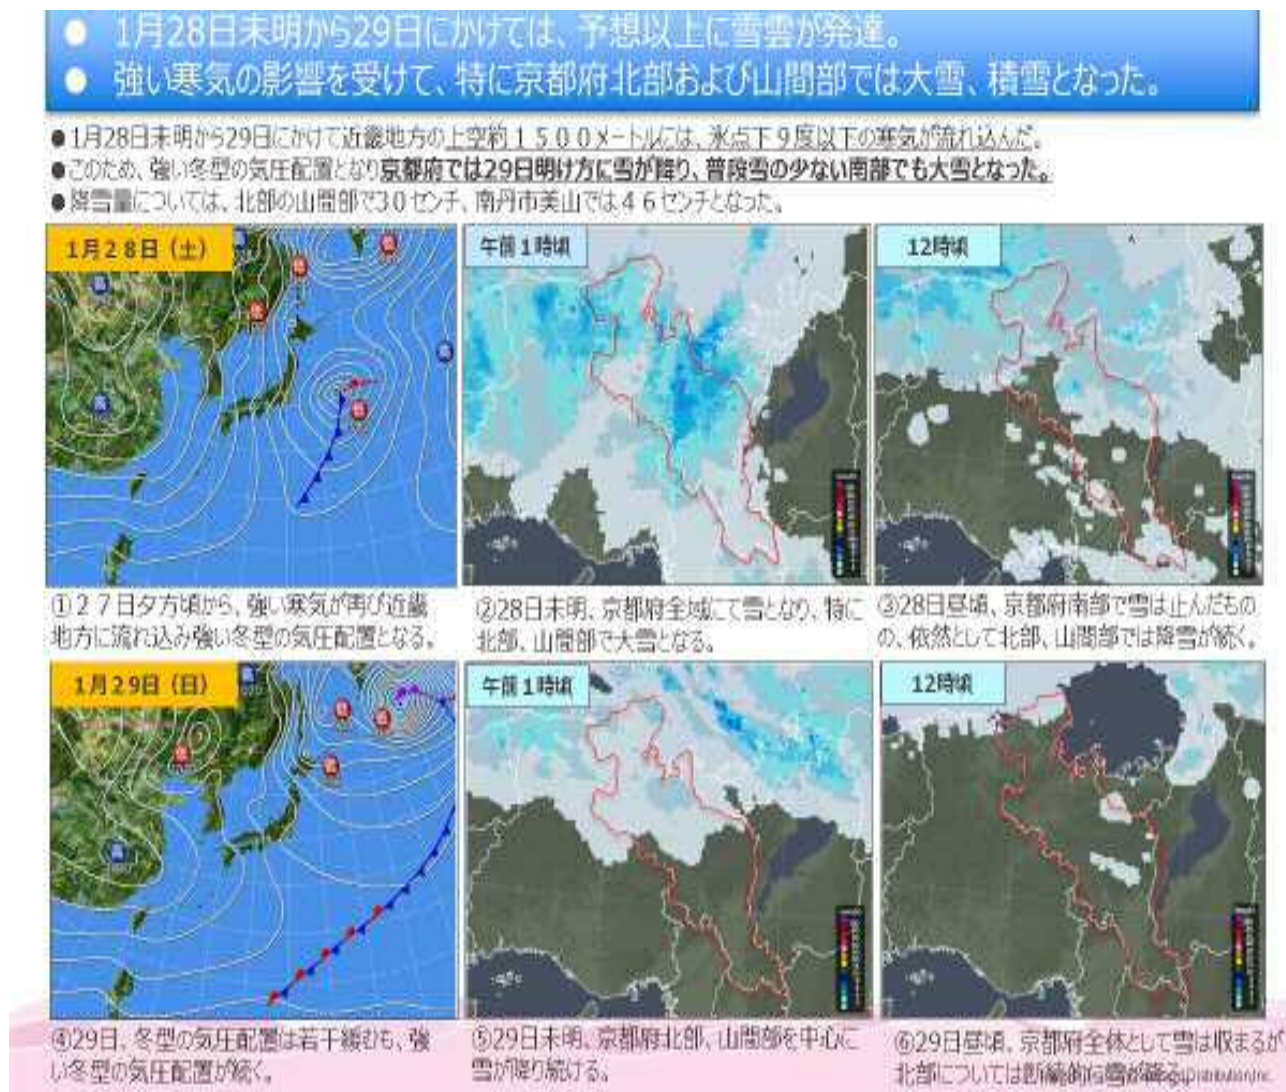 ● 1月28日未明から29日にかけては、予想以上に雪雲が発達。
● 強い寒気の影響を受けて、特に京都府北部および山間部では大雪、積雪となった。
●1月28日未明から29日にかけて近畿地方の上空約１５００メートルには、氷点下９度以下の寒気が流れ込んだ。
●このため、強い冬型の気圧配置となり京都府では29日明け方に雪が降り、普段雪の少ない南部でも大雪となった。
●降雪量については、北部の山間部で30センチ、南丹市美山では４６センチとなった。
1月２８日（土）
午前１時頃
12時頃
①２７日夕方頃から、強い寒気が再び近畿
地方に流れ込み強い冬型の気圧配置となる。
②28日未明、京都府全域にて雪となり、特に
北部、山間部で大雪となる。
③28日昼頃、京都府南部で雪は止んだもの
の、依然として北部、山間部では降雪が続く。
1月２９日（日）
午前１時頃
12時頃
④29日、冬型の気圧配置は若干緩むも、強
い冬型の気圧配置が続く。
⑤29日未明、京都府北部、山間部を中心に
雪が降り続ける。
⑥29日昼頃、京都府全体として雪は収まるが
北部については断続的に雪が降る